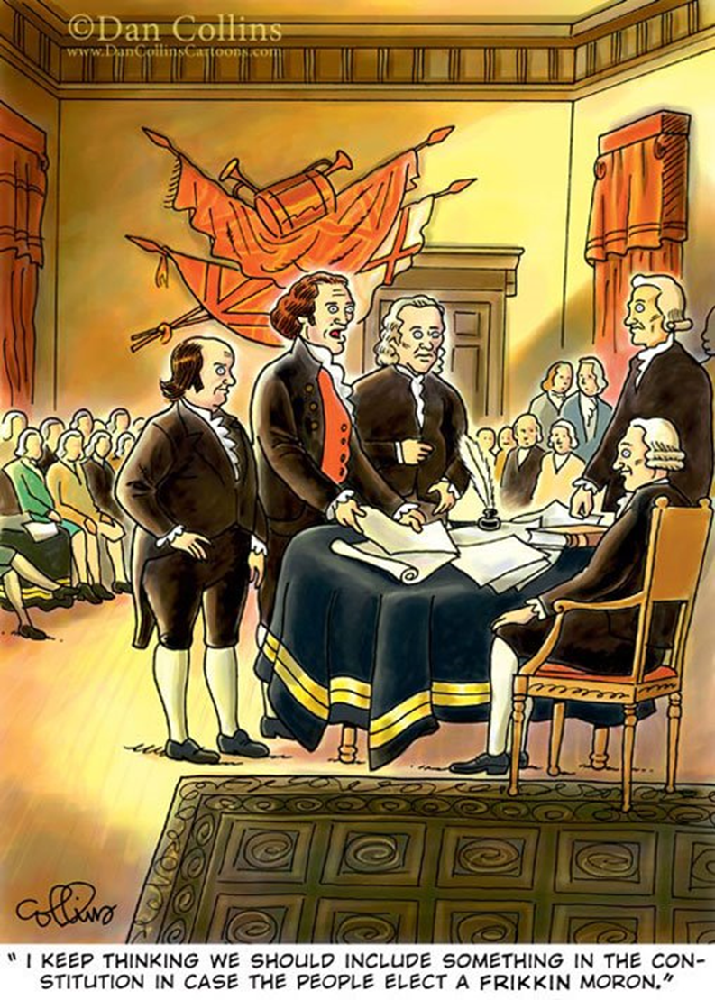 ©Dan Collins
www.DanCollinsCartoons.com
Collins
" I KEEP THINKING WE SHOULD INCLUDE SOMETHING IN THE CON-
STITUTION IN CASE THE PEOPLE ELECT A FRIKKIN MORON."